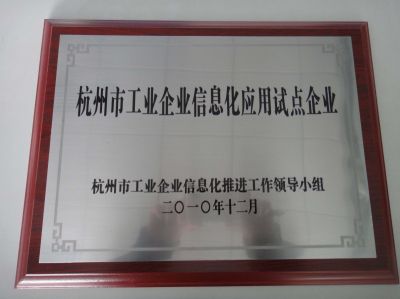 杭州市工业企业信息化应用试点企业
杭州市工业企业信息化推进工作领导小组
二〇一〇年十二月